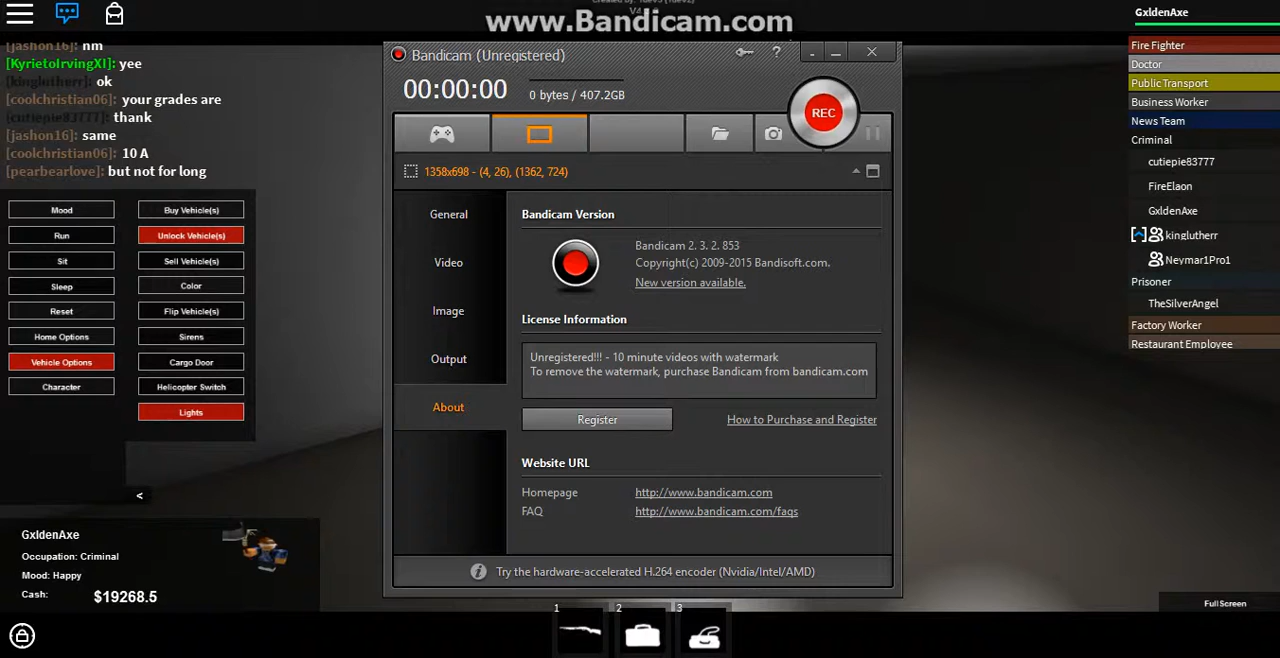 www.Bandicam.com
GxldenAxe
[jashon16]: nm
[KyrietoIrvingXI]: yee
[kinglutherr]: ok
[coolchristian06]: your grades are
[cutiepie83777]: thank
[jashon16]: same
[coolchristian06]: 10 A
[pearbearlove]: but not for long
Mood
Run
Sit
Sleep
Reset
Home Options
Vehicle Options
Character
Buy Vehicle(s)
Unlock Vehicle(s)
Sell Vehicle(s)
Color
Flip Vehicle(s)
Sirens
Cargo Door
Helicopter Switch
Lights
<
GxldenAxe
Occupation: Criminal
Mood: Happy
Cash: $19268.5
Bandicam (Unregistered)
00:00:00
0 bytes / 407.2GB
REC
1358x698 - (4, 26), (1362, 724)
General
Video
Image
Output
About
Bandicam Version
Bandicam 2. 3. 2. 853
Copyright(c) 2009-2015 Bandisoft.com.
New version available.
License Information
Unregistered!!! - 10 minute videos with watermark
To remove the watermark, purchase Bandicam from bandicam.com
Register
How to Purchase and Register
Website URL
Homepage http://www.bandicam.com
FAQ http://www.bandicam.com/faqs
Try the hardware-accelerated H.264 encoder (Nvidia/Intel/AMD)
1 2 3
Fire Fighter
Doctor
Public Transport
Business Worker
News Team
Criminal
cutiepie83777
FireElaon
GxldenAxe
kinglutherr
Neymar1Pro1
Prisoner
TheSilverAngel
Factory Worker
Restaurant Employee
Full Screen